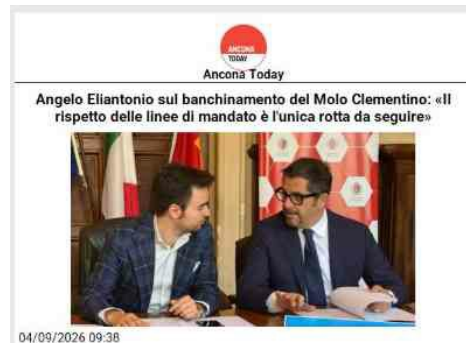 ANCONA
TODAY
Ancona Today
Angelo Eliantonio sul banchinamento del Molo Clementino: «Il
rispetto delle linee di mandato è l'unica rotta da seguire»
04/09/2026 09:38